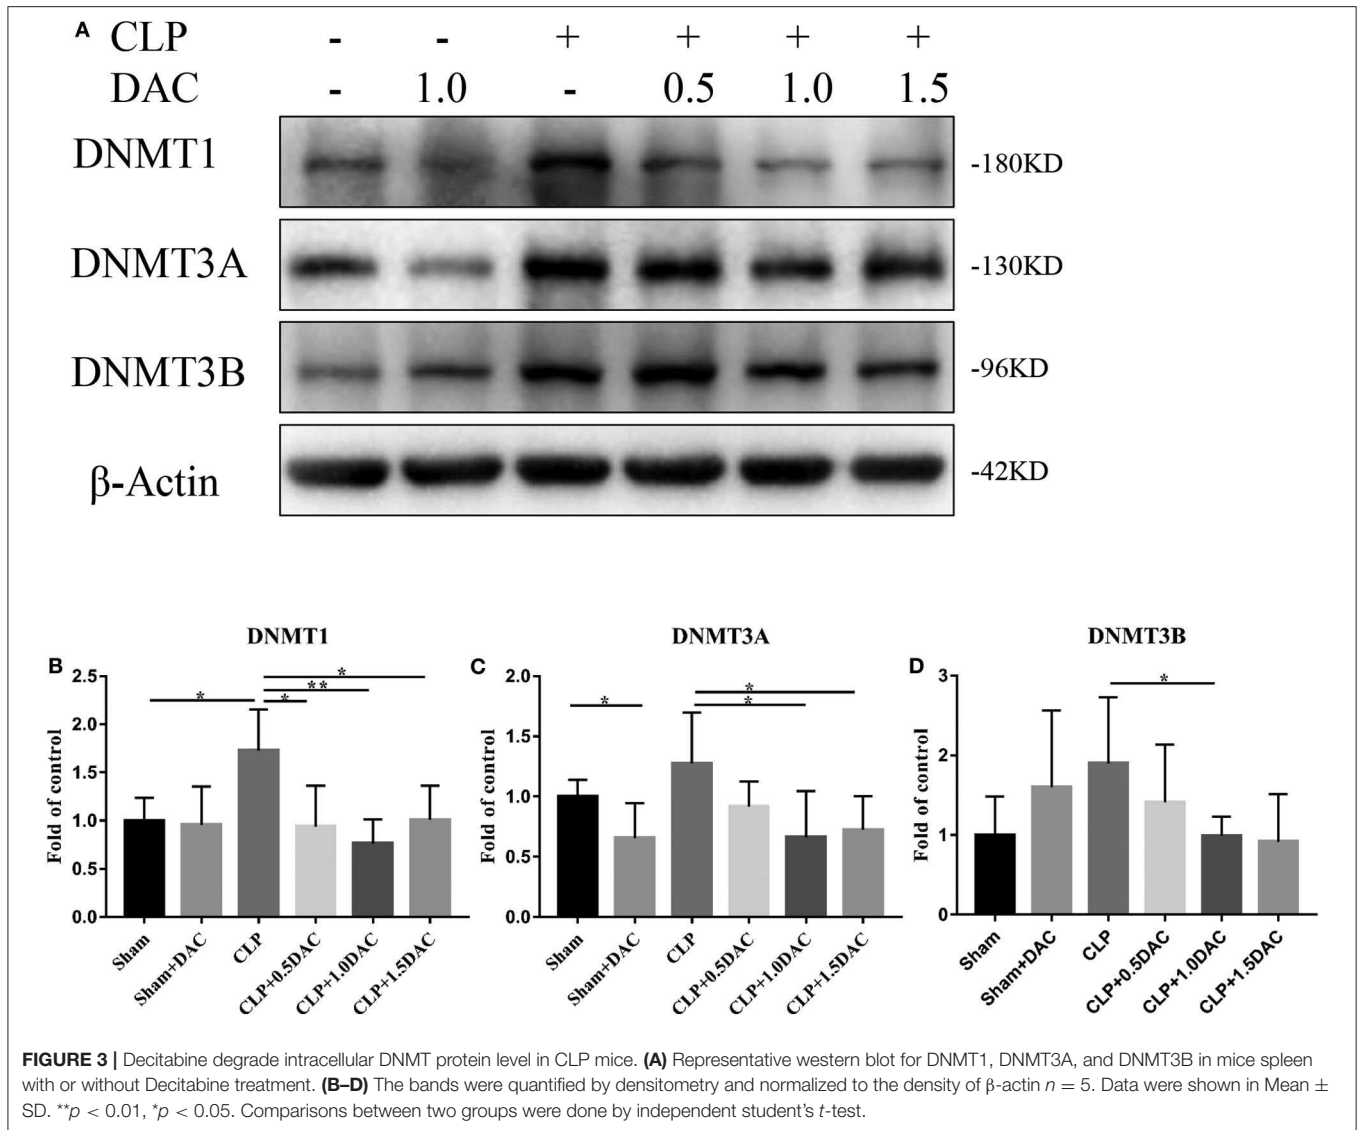 A CLP - - + + + +
DAC - 1.0 - 0.5 1.0 1.5
DNMT1 -180KD
DNMT3A -130KD
DNMT3B -96KD
β-Actin -42KD
DNMT1
B
Fold of control
2.5
2.0
1.5
1.0
0.5
0.0
*
*
**
*
Sham
Sham+DAC
CLP
CLP+0.5DAC
CLP+1.0DAC
CLP+1.5DAC
DNMT3A
C
Fold of control
2.0
1.5
1.0
0.5
0.0
*
*
*
Sham
Sham+DAC
CLP
CLP+0.5DAC
CLP+1.0DAC
CLP+1.5DAC
DNMT3B
D
Fold of control
3
2
1
0
*
Sham
Sham+DAC
CLP
CLP+0.5DAC
CLP+1.0DAC
CLP+1.5DAC
FIGURE 3 | Decitabine degrade intracellular DNMT protein level in CLP mice. (A) Representative western blot for DNMT1, DNMT3A, and DNMT3B in mice spleen
with or without Decitabine treatment. (B–D) The bands were quantified by densitometry and normalized to the density of β-actin n = 5. Data were shown in Mean ±
SD. **p < 0.01, *p < 0.05. Comparisons between two groups were done by independent student's t-test.